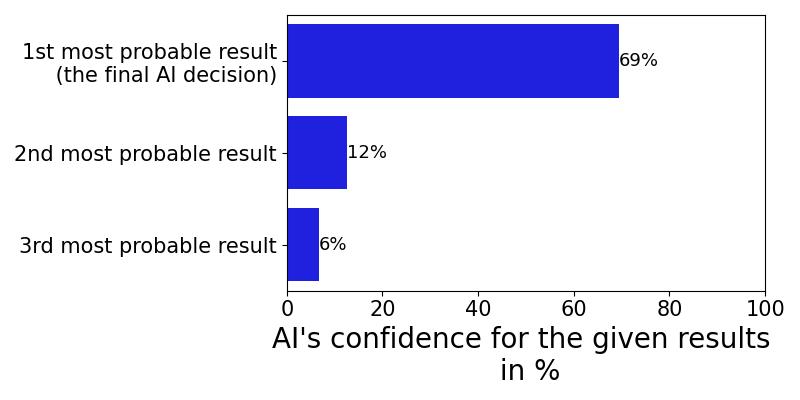 1st most probable result
(the final AI decision)
69%
2nd most probable result
12%
3rd most probable result
6%
0 20 40 60 80 100
AI's confidence for the given results
in %